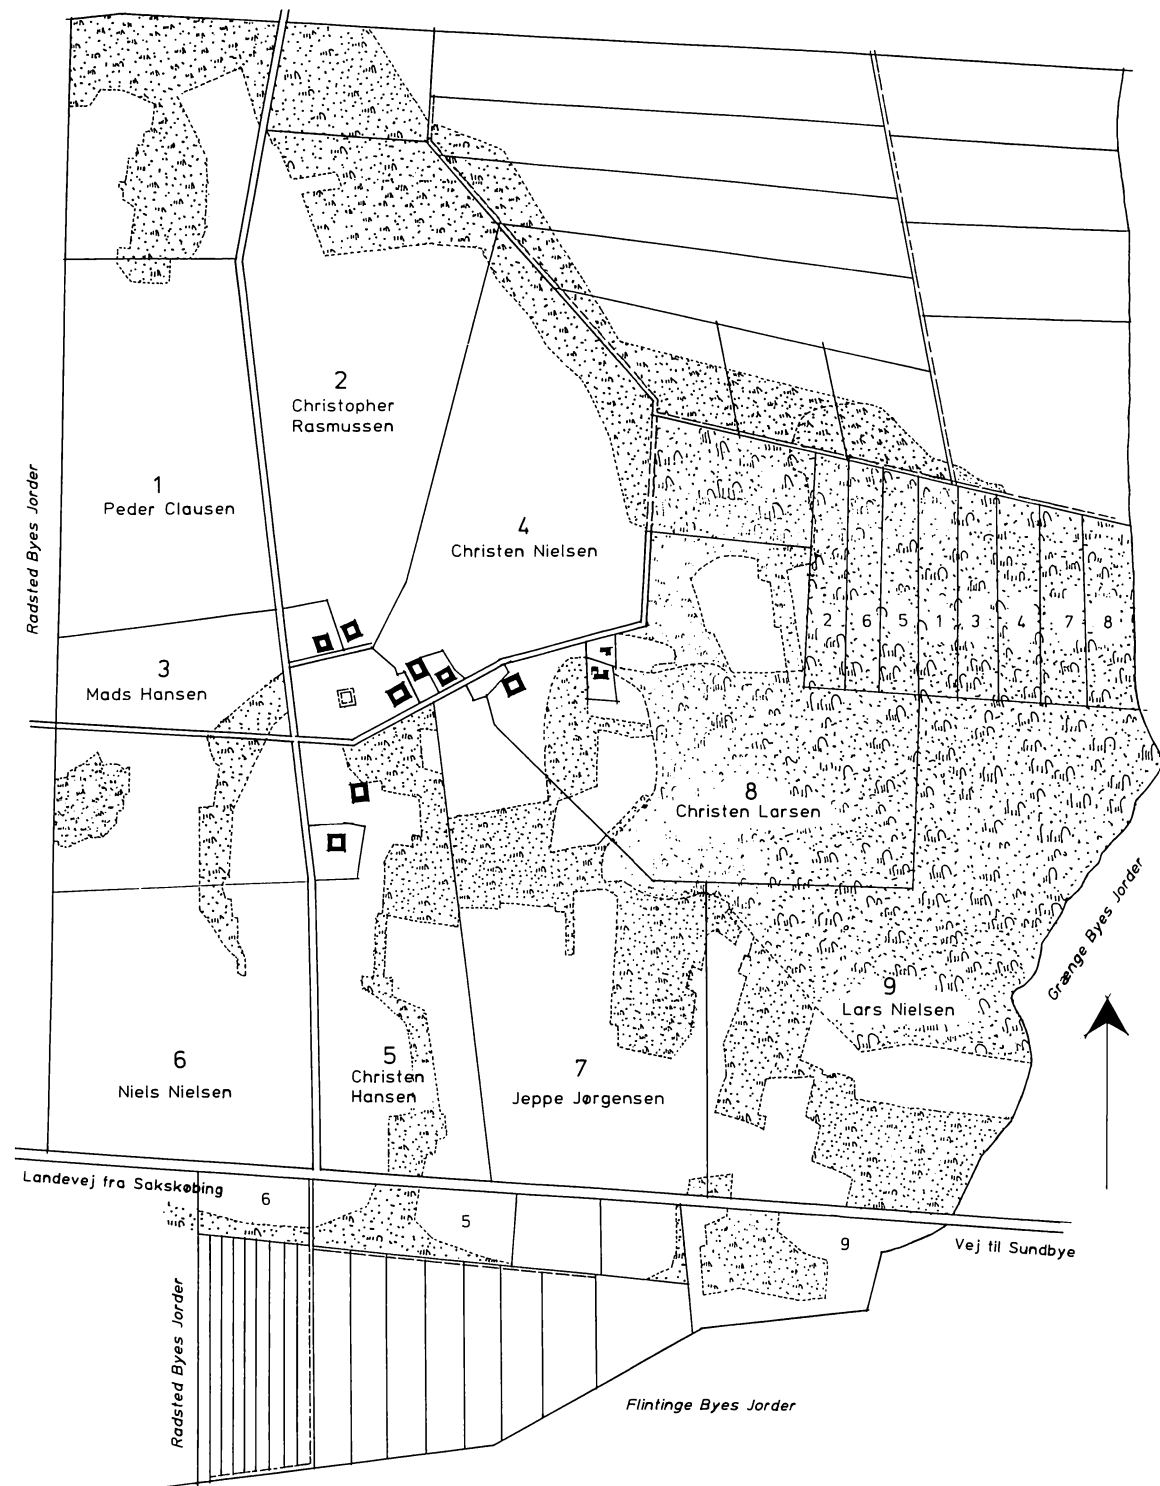 2
Christopher
Rasmussen
1
Peder Clausen
4
Christen Nielsen
Radsted Byes Jorder
3
Mads Hansen
2 6 5 1 3 4 7 8
8
Christen Larsen
Grænge Byes Jorder
9
Lars Nielsen
6
Niels Nielsen
5
Christen
Hansen
7
Jeppe Jørgensen
Landevej fra Sakskøbing
6
5
9
Vej til Sundbye
Radsted Byes Jorder
Flintinge Byes Jorder